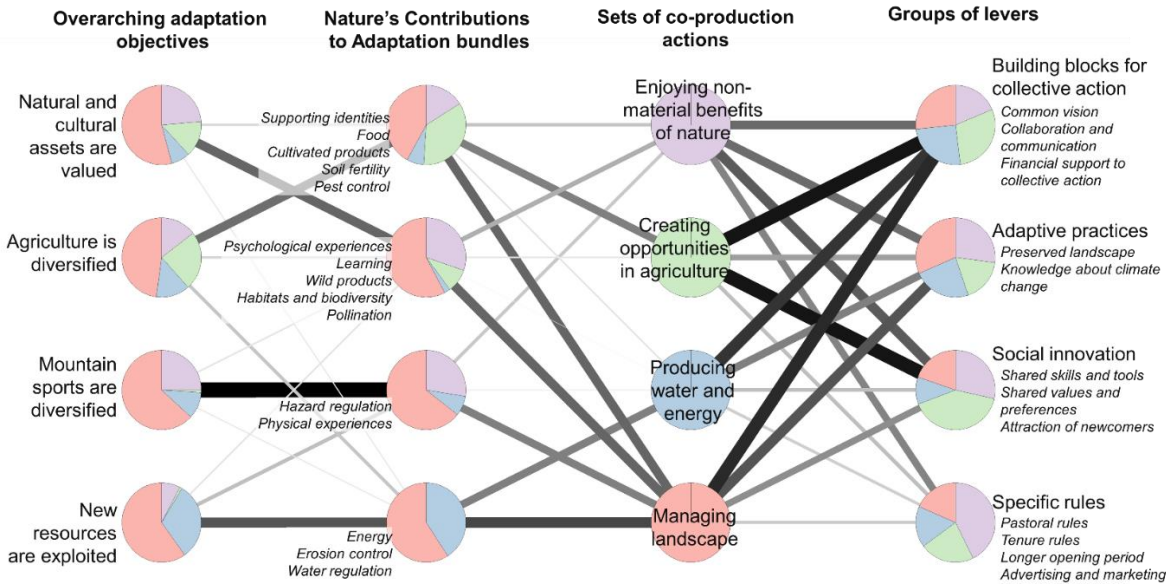 Overarching adaptation
objectives
Nature's Contributions
to Adaptation bundles
Sets of co-production
actions
Groups of levers
Natural and
cultural
assets are
valued
Agriculture is
diversified
Mountain
sports are
diversified
New
resources
are exploited
Supporting identities
Food
Cultivated products
Soil fertility
Pest control
Psychological experiences
Learning
Wild products
Habitats and biodiversity
Pollination
Hazard regulation
Physical experiences
Energy
Erosion control
Water regulation
Enjoying non-
material benefits
of nature
Creating
opportunities
in agriculture
Producing
water and
energy
Managing
landscape
Building blocks for
collective action
Common vision
Collaboration and
communication
Financial support to
collective action
Adaptive practices
Preserved landscape
Knowledge about climate
change
Social innovation
Shared skills and tools
Shared values and
preferences
Attraction of newcomers
Specific rules
Pastoral rules
Tenure rules
Longer opening period
Advertising and marketing